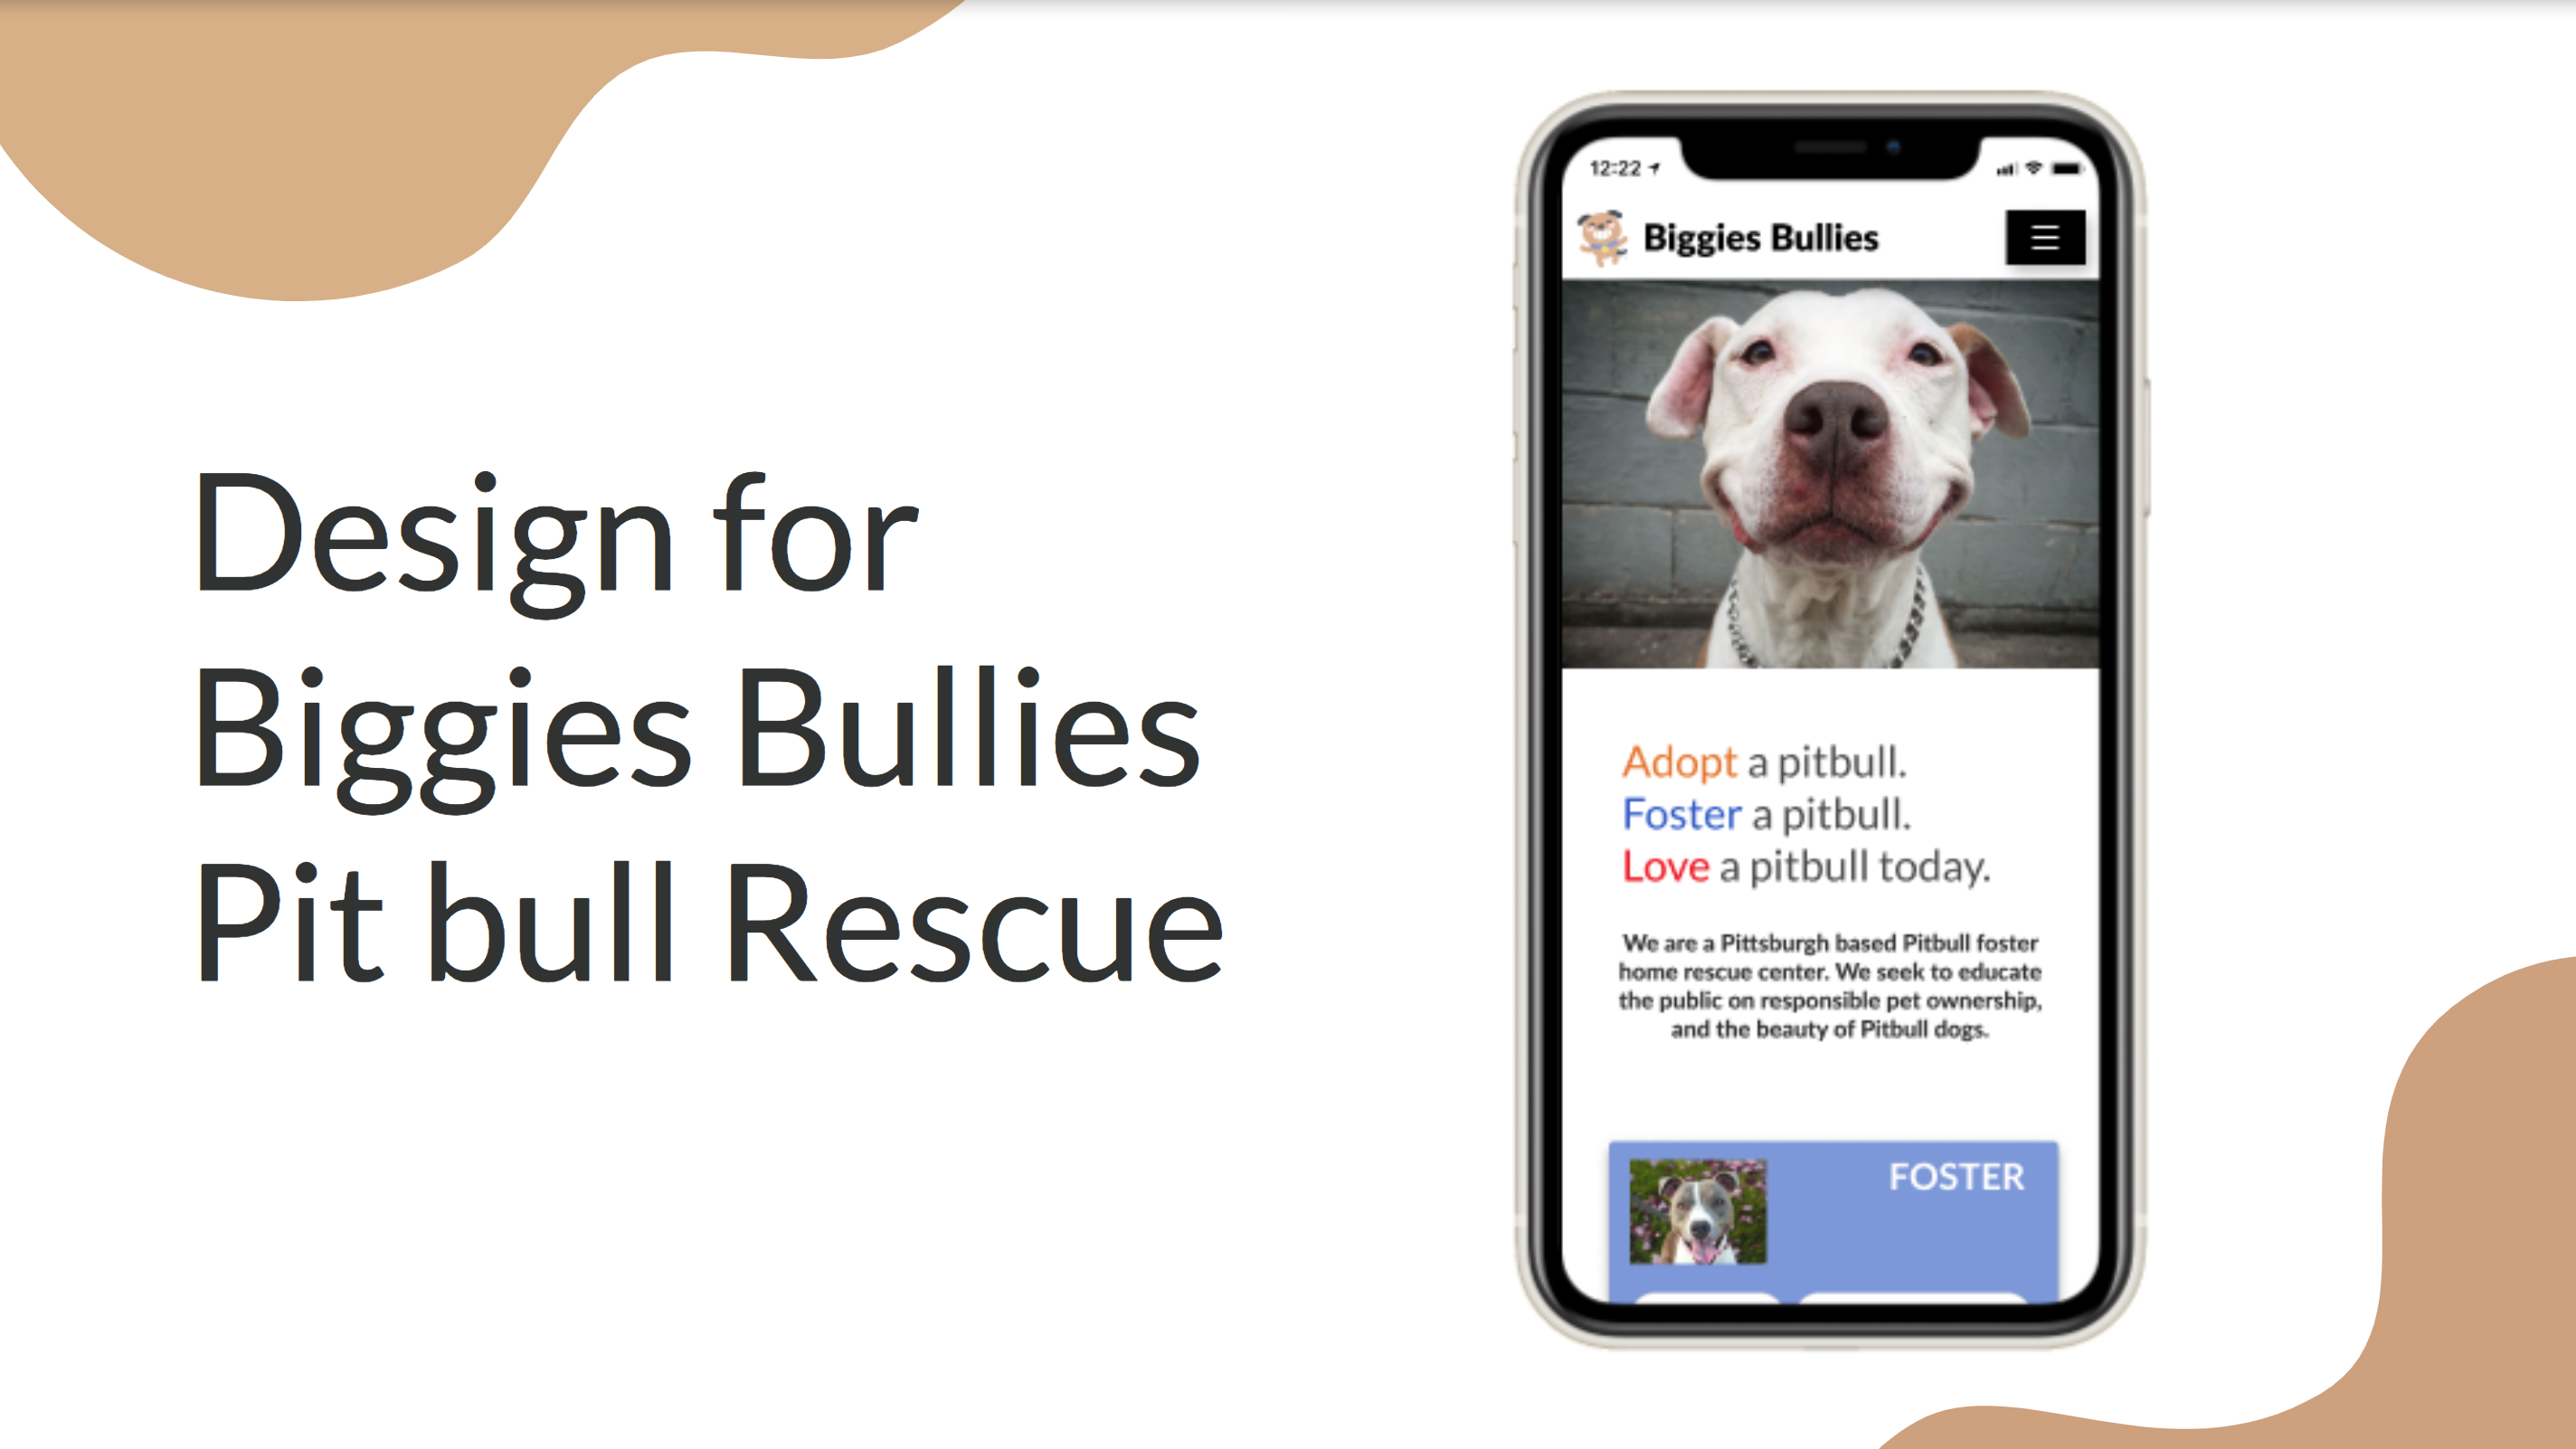 Design for
Biggies Bullies
Pit bull Rescue
12:22
Biggies Bullies
Adopt a pitbull.
Foster a pitbull.
Love a pitbull today.
We are a Pittsburgh based Pitbull foster
home rescue center. We seek to educate
the public on responsible pet ownership,
and the beauty of Pitbull dogs.
FOSTER